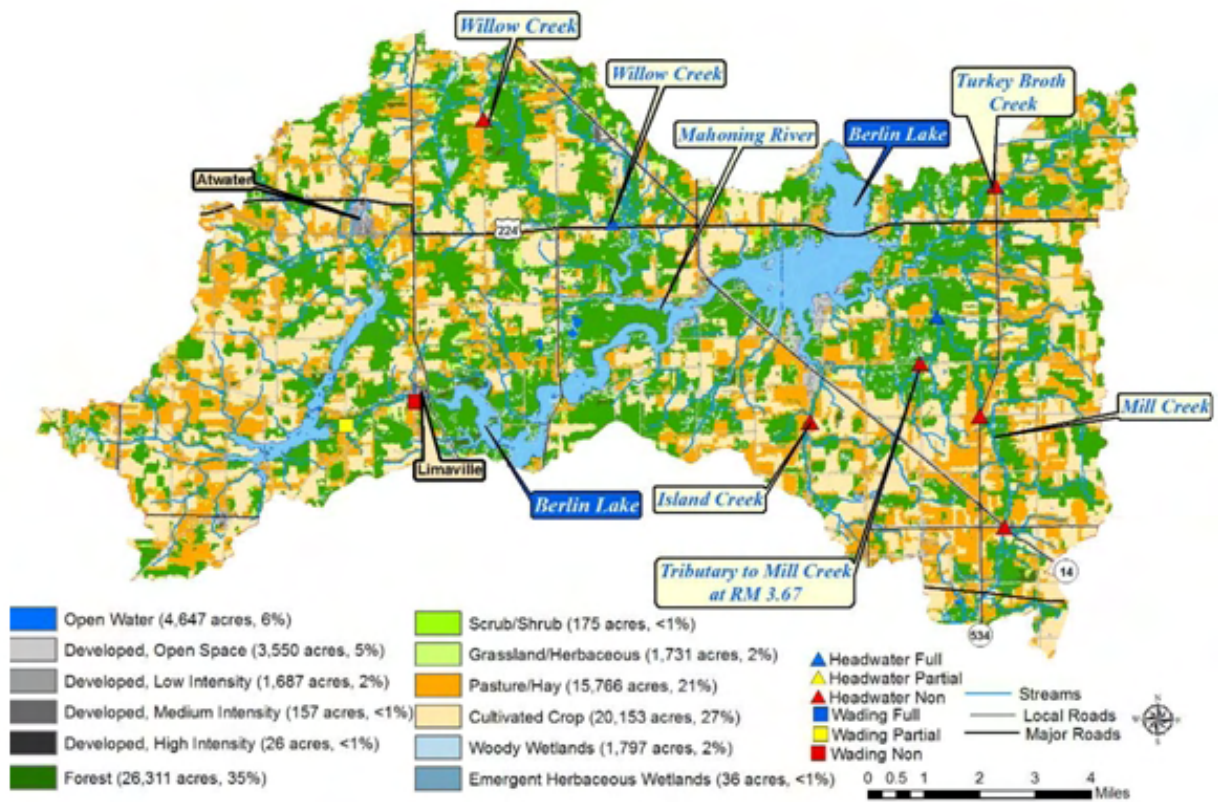 Willow Creek
Willow Creek
Turkey Broth
Creek
Mahoning River
Berlin Lake
Atwater
224
Mill Creek
Limaville
Berlin Lake
Island Creek
Tributary to Mill Creek
at RM 3.67
14
534
Open Water (4,647 acres, 6%)
Developed, Open Space (3,550 acres, 5%)
Developed, Low Intensity (1,687 acres, 2%)
Developed, Medium Intensity (157 acres, <1%)
Developed, High Intensity (26 acres, <1%)
Forest (26,311 acres, 35%)
Scrub/Shrub (175 acres, <1%)
Grassland/Herbaceous (1,731 acres, 2%)
Pasture/Hay (15,766 acres, 21%)
Cultivated Crop (20,153 acres, 27%)
Woody Wetlands (1,797 acres, 2%)
Emergent Herbaceous Wetlands (36 acres, <1%)
Headwater Full
Headwater Partial
Headwater Non
Wading Full
Wading Partial
Wading Non
Streams
Local Roads
Major Roads
0 0.5 1 2 3 4
Miles